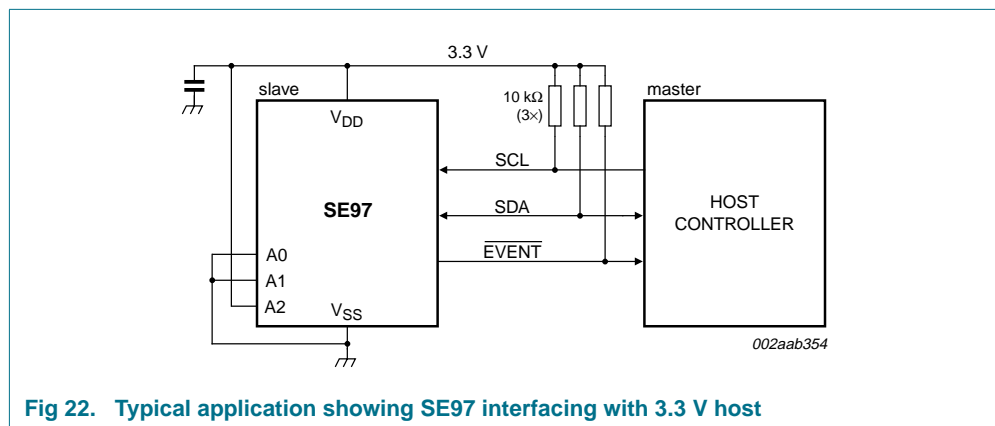 3.3 V
slave
10 kΩ
(3×)
master
VDD
SCL
SE97
SDA
HOST
CONTROLLER
EVENT
A0
A1
A2
VSS
002aab354
Fig 22. Typical application showing SE97 interfacing with 3.3 V host